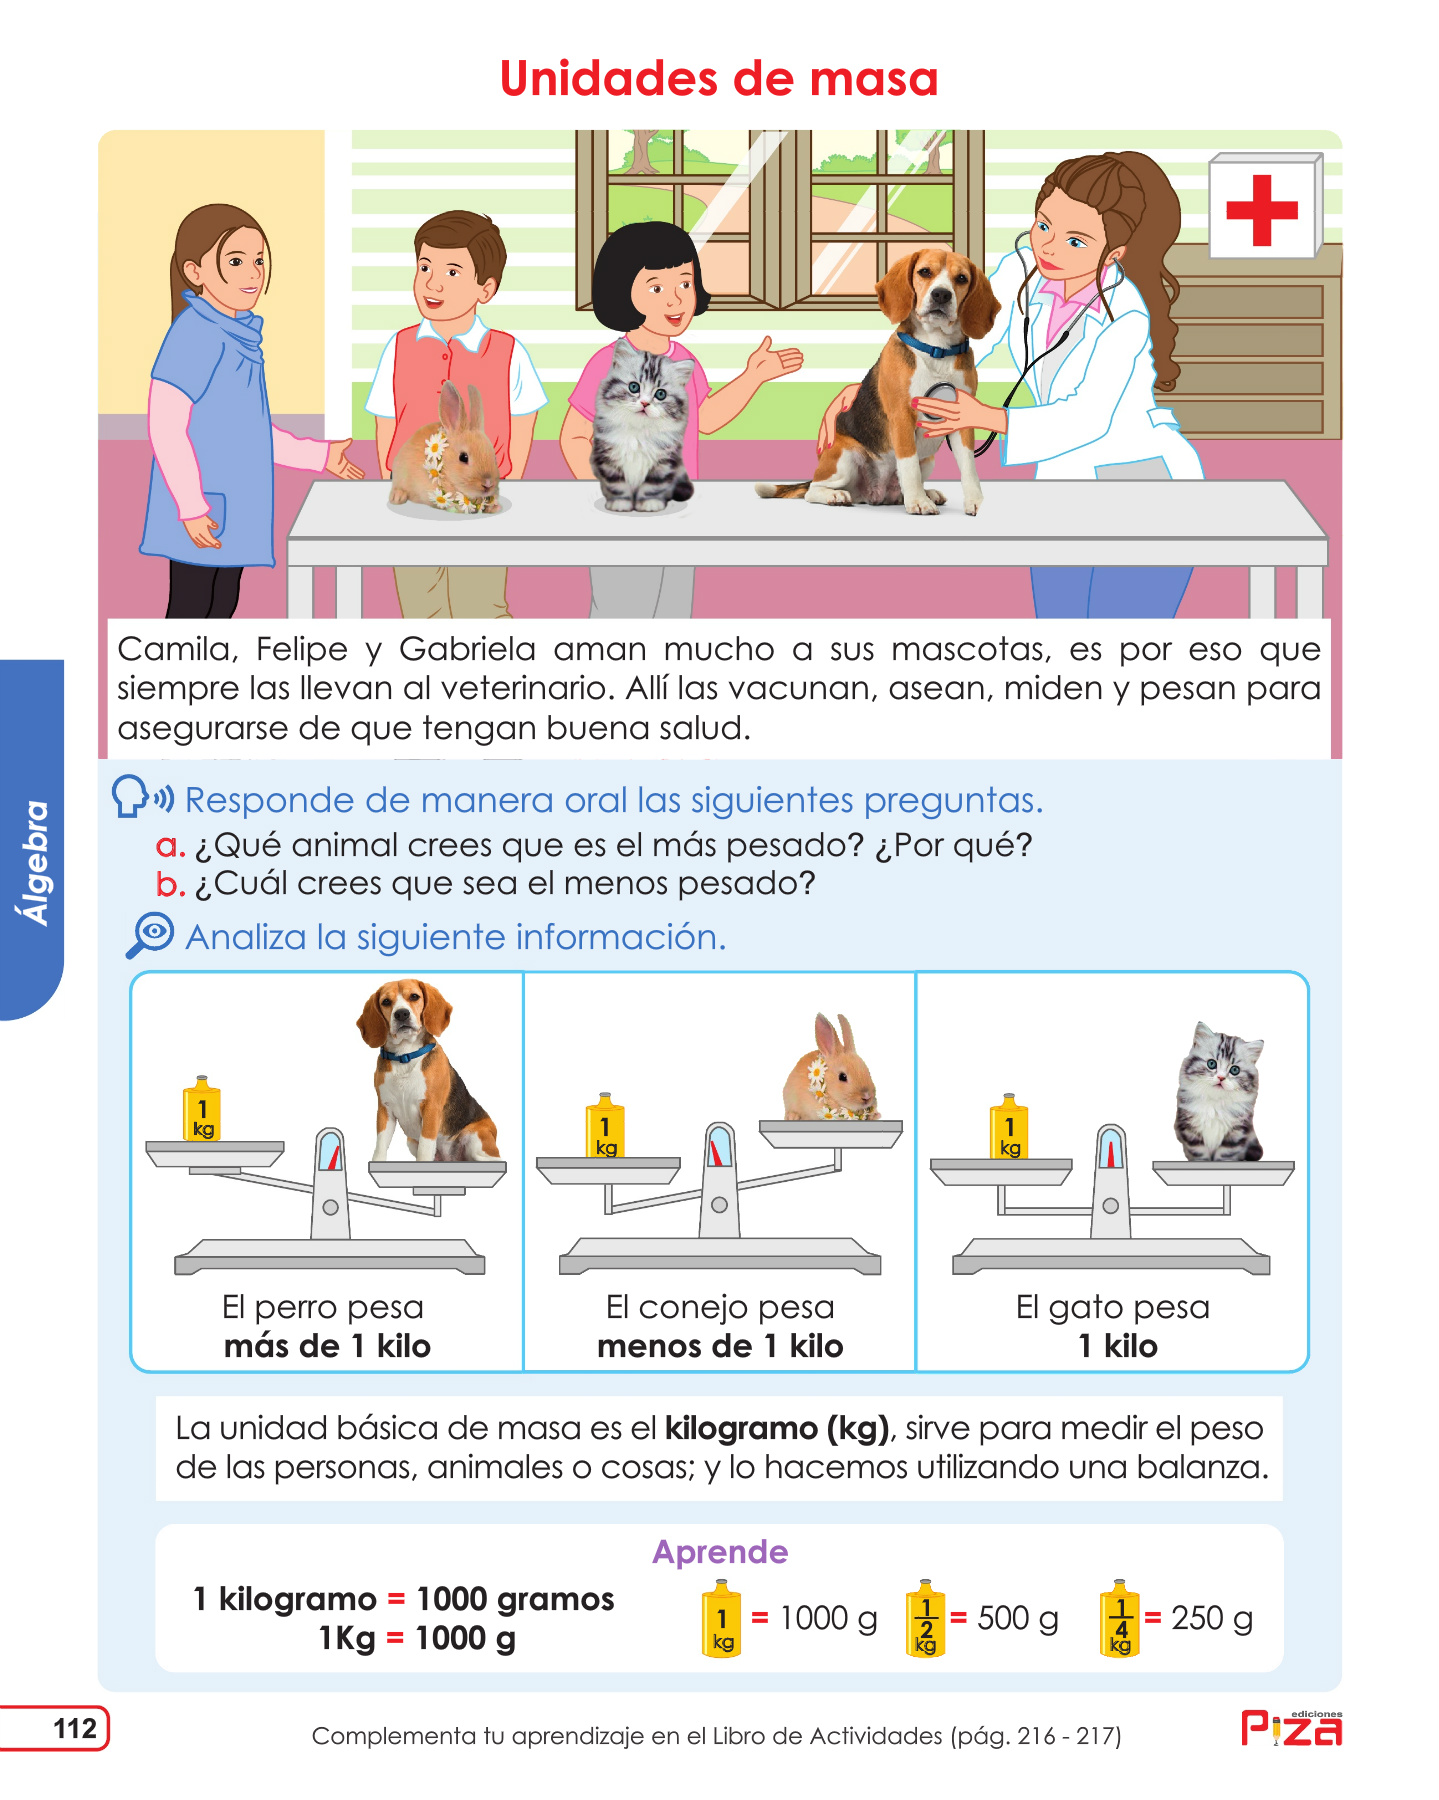 Unidades de masa
Camila, Felipe y Gabriela aman mucho a sus mascotas, es por eso que
siempre las llevan al veterinario. Allí las vacunan, asean, miden y pesan para
asegurarse de que tengan buena salud.
Álgebra
Responde de manera oral las siguientes preguntas.
a. ¿Qué animal crees que es el más pesado? ¿Por qué?
b. ¿Cuál crees que sea el menos pesado?
Analiza la siguiente información.
1
kg
El perro pesa
más de 1 kilo
1
kg
El conejo pesa
menos de 1 kilo
1
kg
El gato pesa
1 kilo
La unidad básica de masa es el kilogramo (kg), sirve para medir el peso
de las personas, animales o cosas; y lo hacemos utilizando una balanza.
Aprende
1 kilogramo = 1000 gramos
1Kg = 1000 g
1 kg = 1000 g
1/2 kg = 500 g
1/4 kg = 250 g
112
Complementa tu aprendizaje en el Libro de Actividades (pág. 216 - 217)
ediciones
Piza